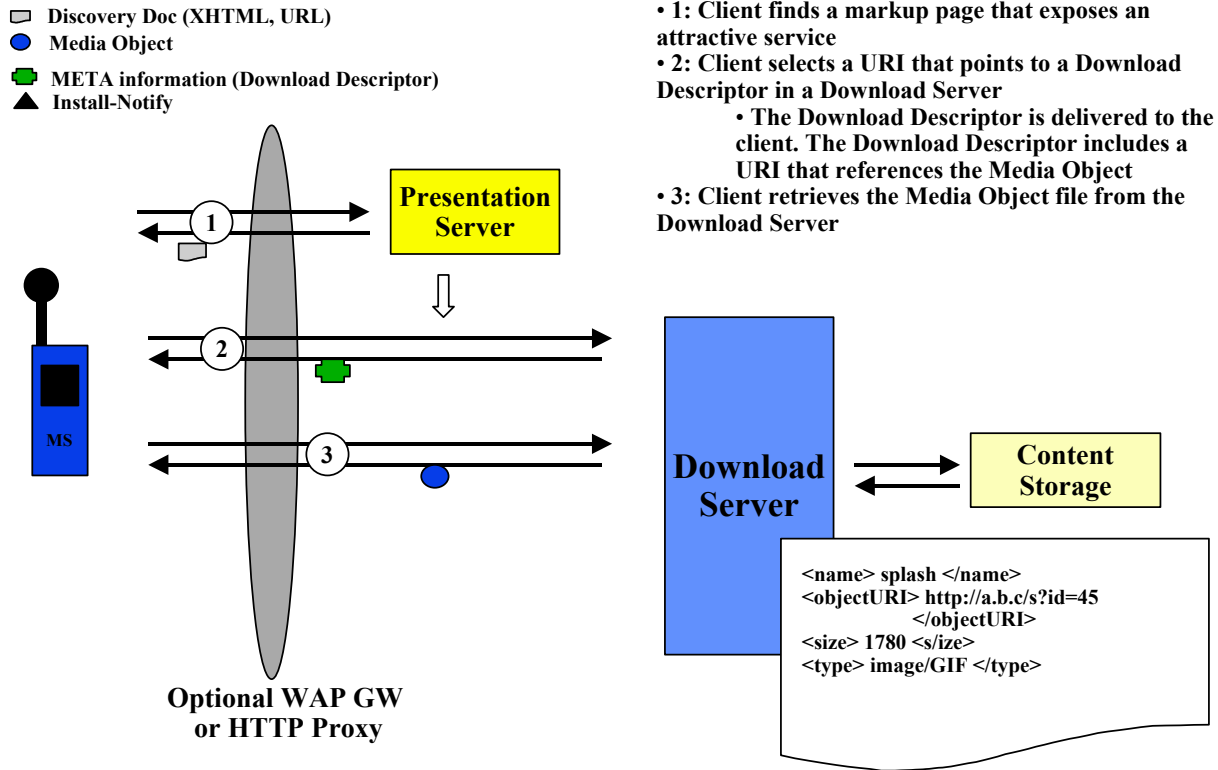 Discovery Doc (XHTML, URL)
Media Object
META information (Download Descriptor)
Install-Notify
• 1: Client finds a markup page that exposes an
attractive service
• 2: Client selects a URI that points to a Download
Descriptor in a Download Server
• The Download Descriptor is delivered to the
client. The Download Descriptor includes a
URI that references the Media Object
• 3: Client retrieves the Media Object file from the
Download Server
1
Presentation
Server
2
MS
3
Download
Server
Content
Storage
<name> splash </name>
<objectURI> http://a.b.c/s?id=45
</objectURI>
<size> 1780 <s/ize>
<type> image/GIF </type>
Optional WAP GW
or HTTP Proxy